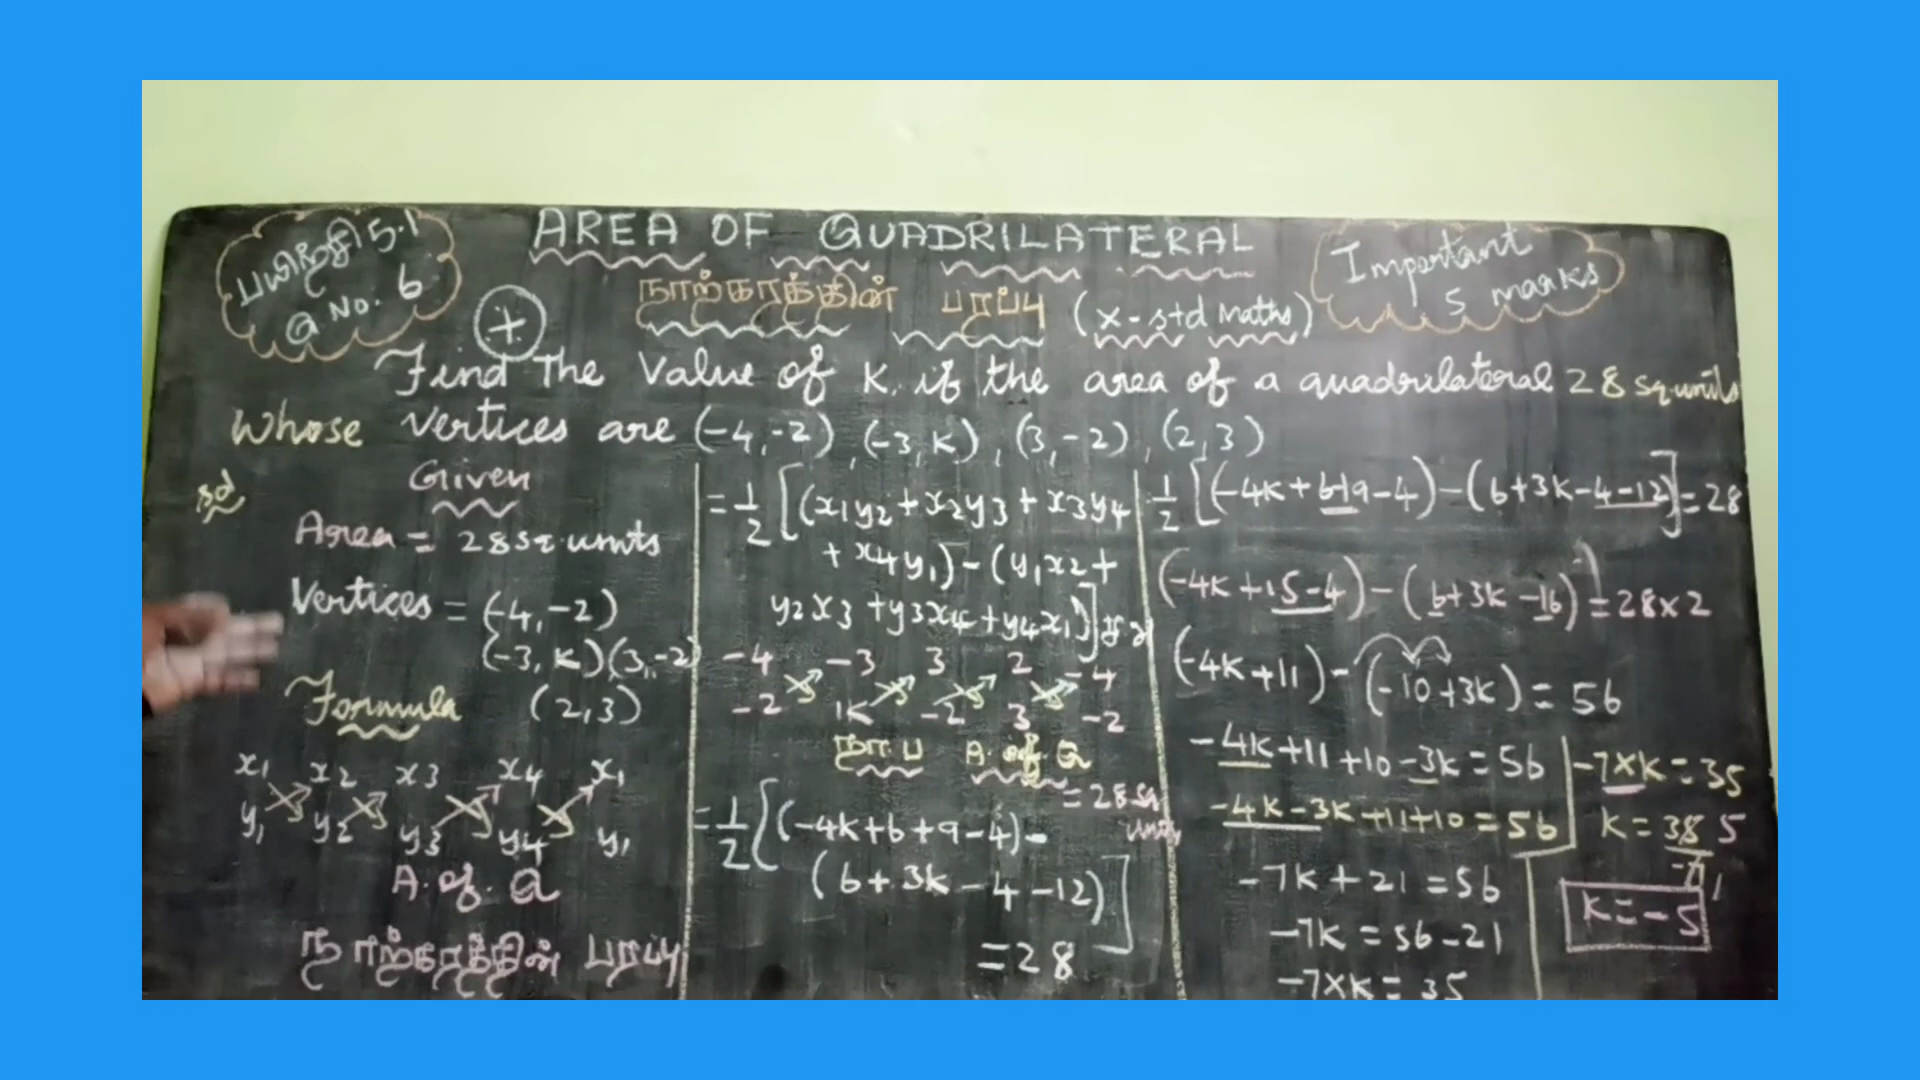 பயிற்சி 5.1
Q No. 6
AREA OF QUADRILATERAL
Important
5 marks
நாற்கரத்தின் பரப்பு (X-std Maths)
Find The Value of K, if the area of a quadrilateral 28 sq.units
Whose Vertices are (-4,-2), (-3,K), (3,-2), (2,3)
Given
Area = 28 sq.units
Vertices = (-4,-2)
(-3,K)(3,-2)
Formula (2,3)
x1 x2 x3 x4 x1
y1 y2 y3 y4 y1
A. of. Q
நாற்கரத்தின் பரப்பு
= 1/2 [(x1y2 + x2y3 + x3y4
+ x4y1) - (y1x2 +
y2x3 + y3x4 + y4x1)]
-4 -3 3 2 -4
-2 K -2 3 -2
நா.ப A. of Q
= 28 sq
units
= 1/2 [(-4K+6+9-4) -
(6+3K-4-12)]
= 28
1/2 [(-4K+6+9-4)-(6+3K-4-12)] = 28
(-4K+15-4)-(6+3K-16) = 28×2
(-4K+11)-(-10+3K) = 56
-4K+11+10-3K = 56
-4K-3K+11+10 = 56
-7K+21 = 56
-7K = 56-21
-7×K = 35
-7×K = 35
K = 35 5
-7 1
K = -5